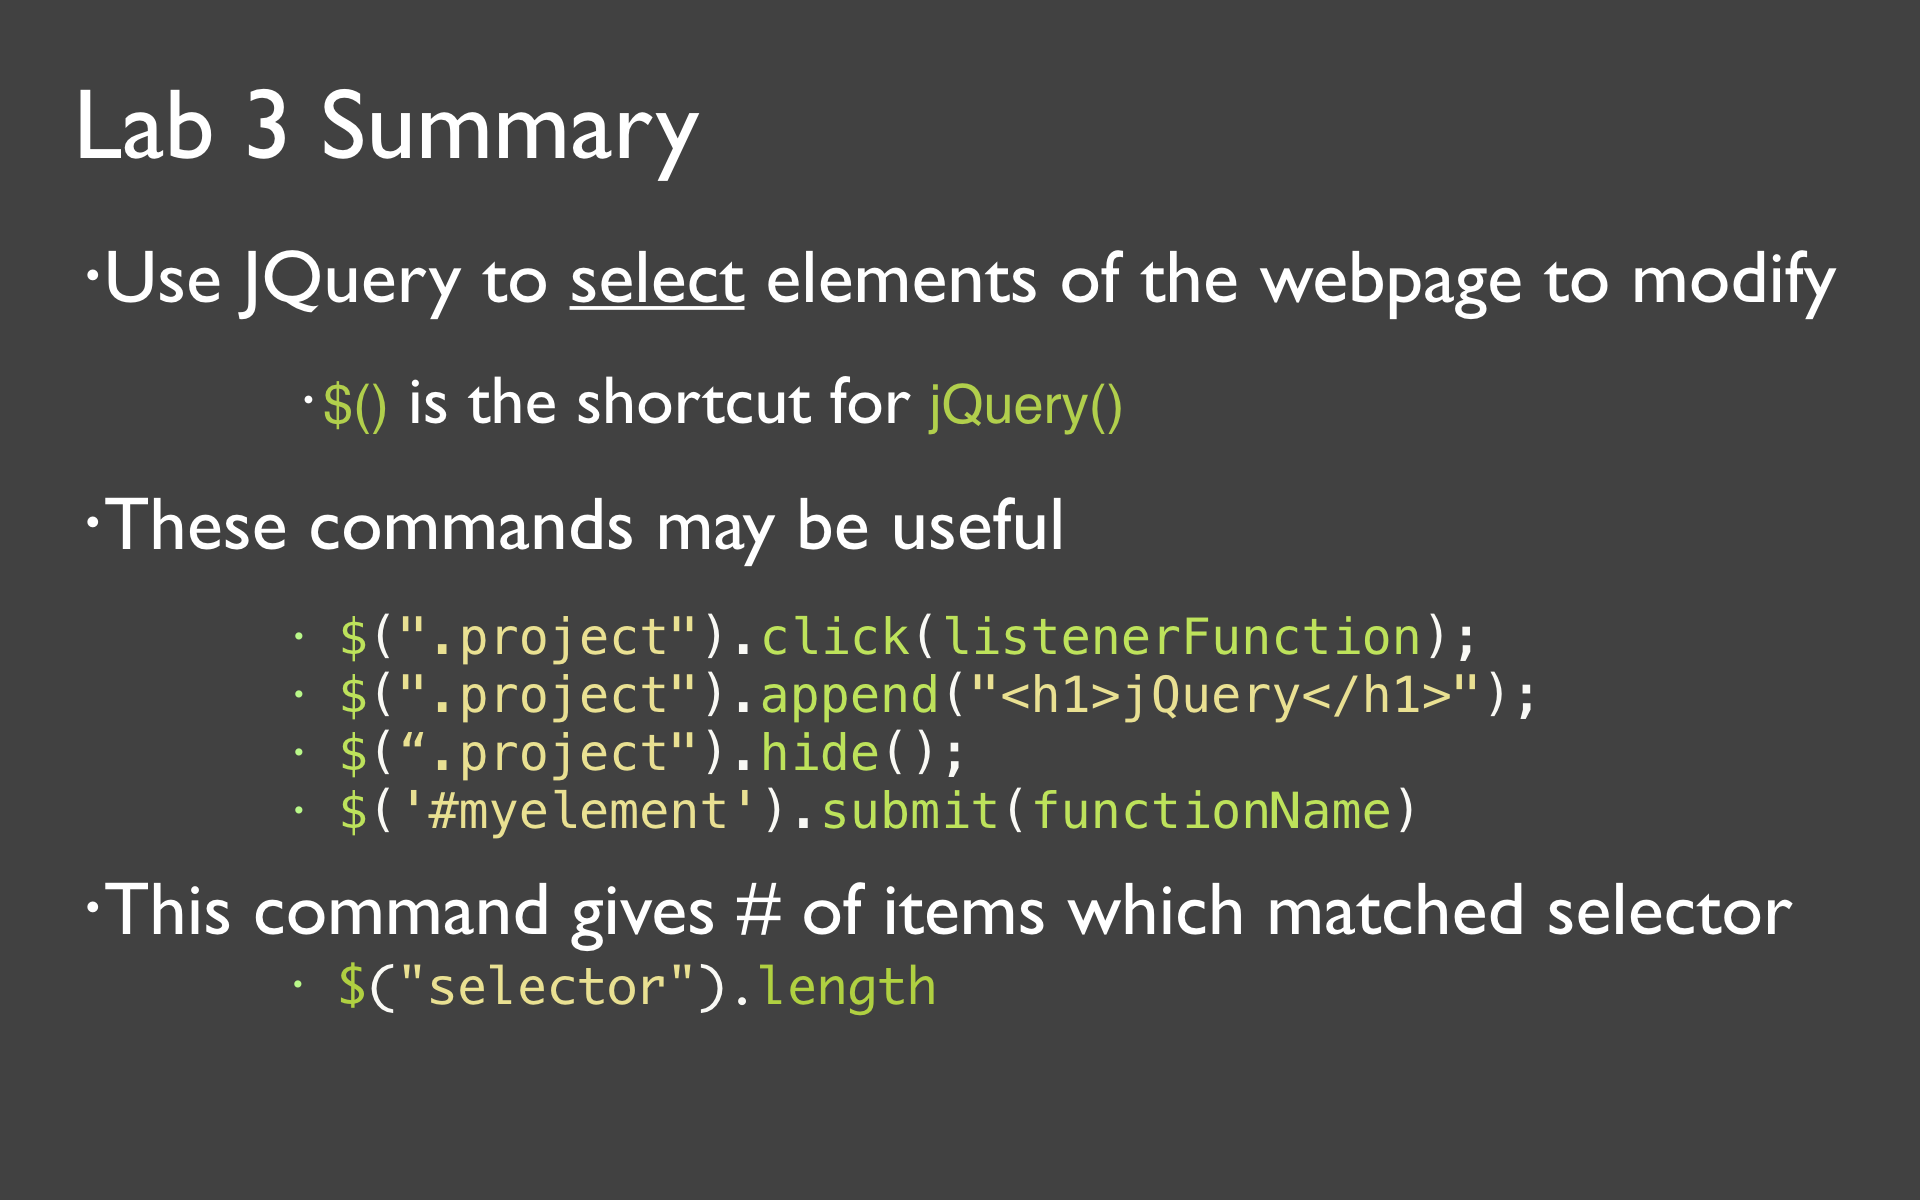 Lab 3 Summary
•Use JQuery to select elements of the webpage to modify
•$() is the shortcut for jQuery()
•These commands may be useful
• $(".project").click(listenerFunction);
• $(".project").append("<h1>jQuery</h1>");
• $(“.project").hide();
• $('#myelement').submit(functionName)
•This command gives # of items which matched selector
• $("selector").length